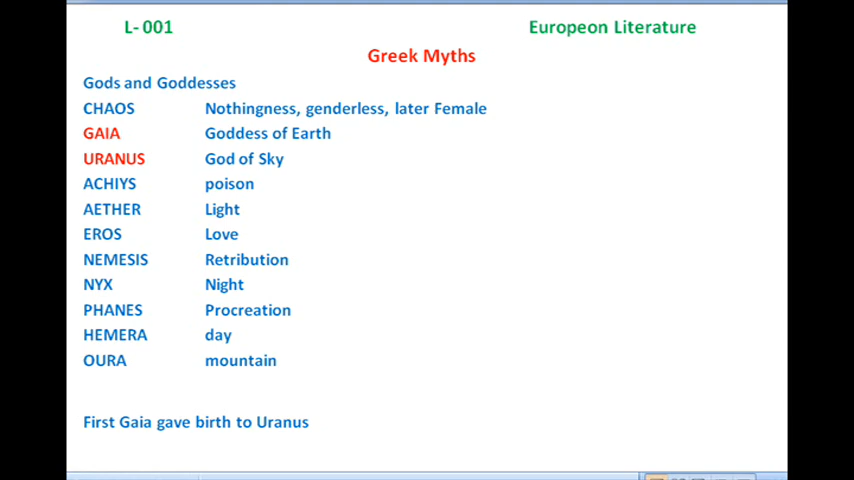 L- 001 Europeon Literature
Greek Myths
Gods and Goddesses
CHAOS Nothingness, genderless, later Female
GAIA Goddess of Earth
URANUS God of Sky
ACHIYS poison
AETHER Light
EROS Love
NEMESIS Retribution
NYX Night
PHANES Procreation
HEMERA day
OURA mountain
First Gaia gave birth to Uranus